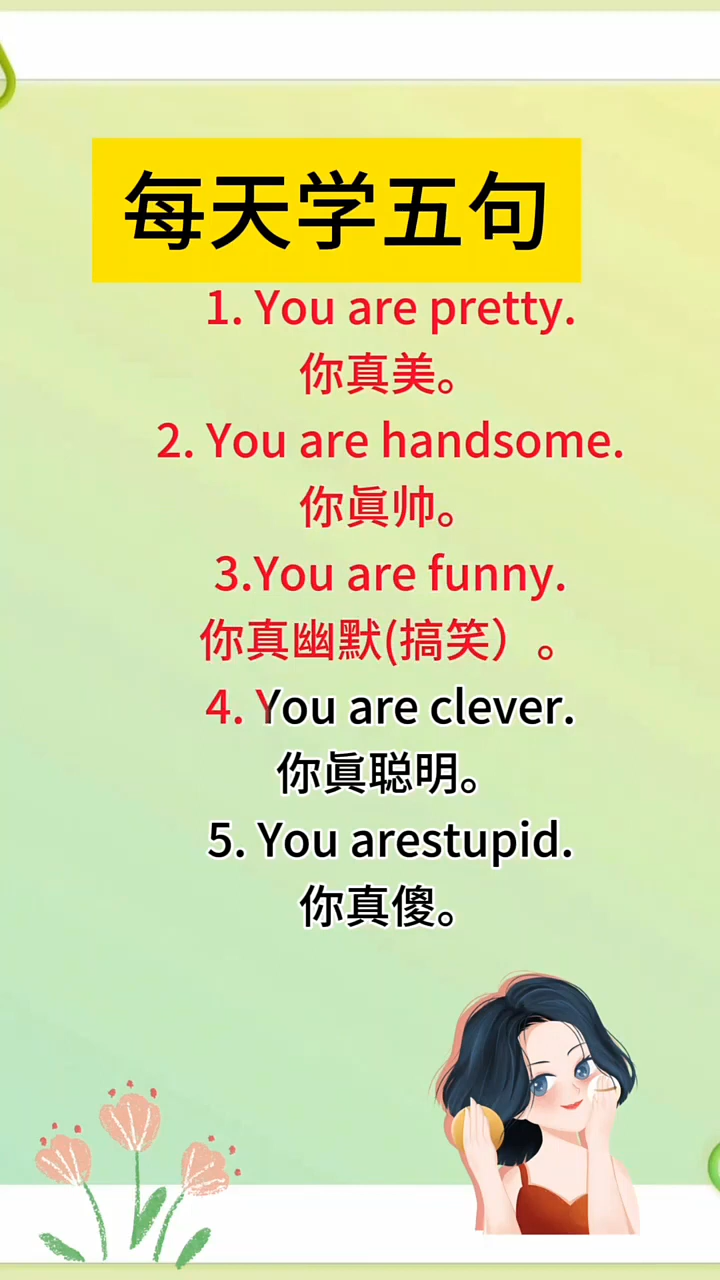 每天学五句
1. You are pretty.
你真美。
2. You are handsome.
你眞帅。
3.You are funny.
你真幽默(搞笑）。
4. You are clever.
你眞聪明。
5. You arestupid.
你真傻。